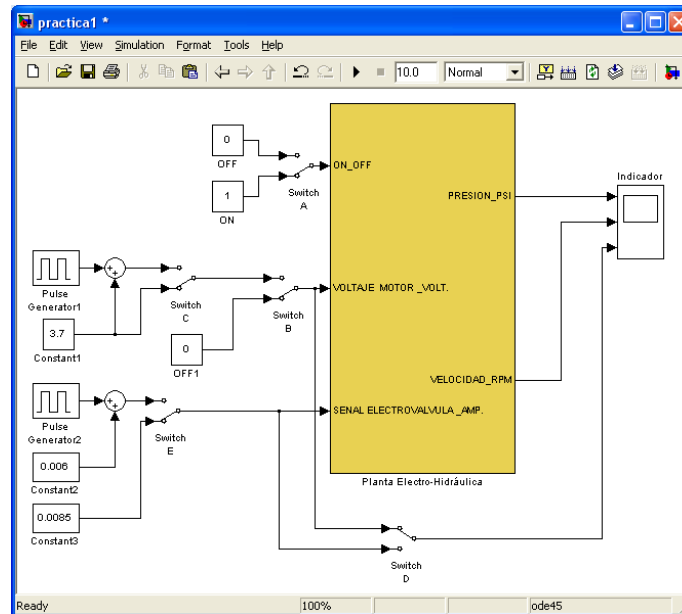 practica1 *
File Edit View Simulation Format Tools Help
10.0 Normal
0
OFF
1
ON
Switch
A
ON_OFF
PRESION_PSI
Indicador
Pulse
Generator1
Switch
C
Switch
B
VOLTAJE MOTOR _VOLT.
3.7
Constant1
0
OFF1
VELOCIDAD_RPM
Pulse
Generator2
Switch
E
SENAL ELECTROVALVULA _AMP.
0.006
Constant2
Planta Electro-Hidráulica
0.0085
Constant3
Switch
D
Ready 100% ode45